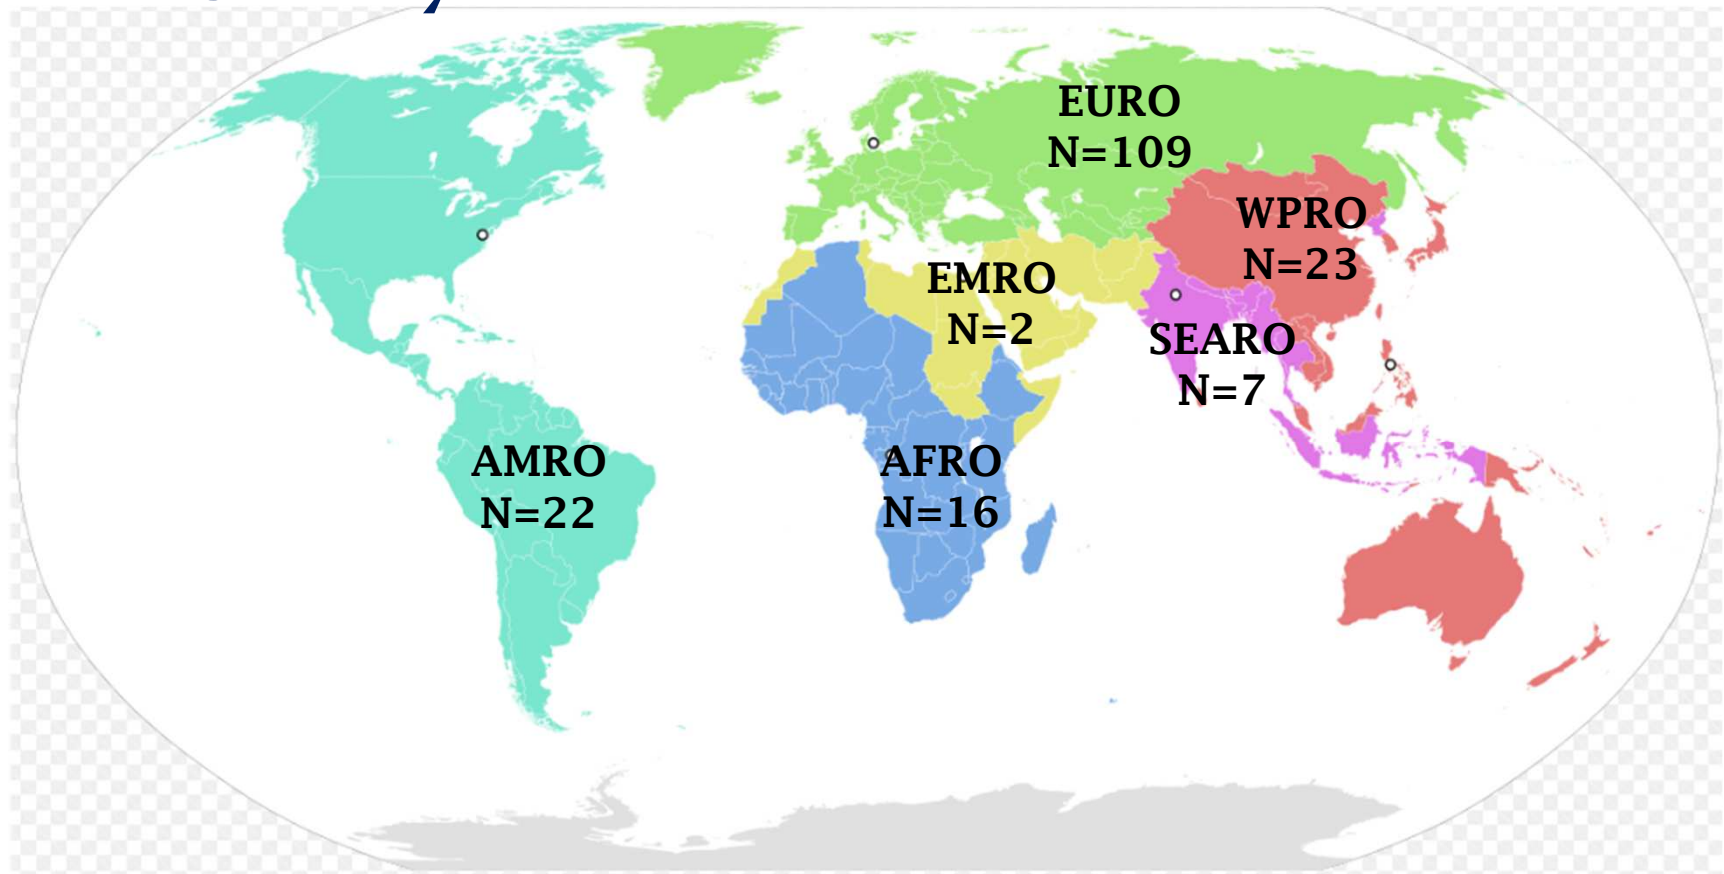 EURO
N=109
WPRO
N=23
EMRO
N=2
SEARO
N=7
AMRO
N=22
AFRO
N=16